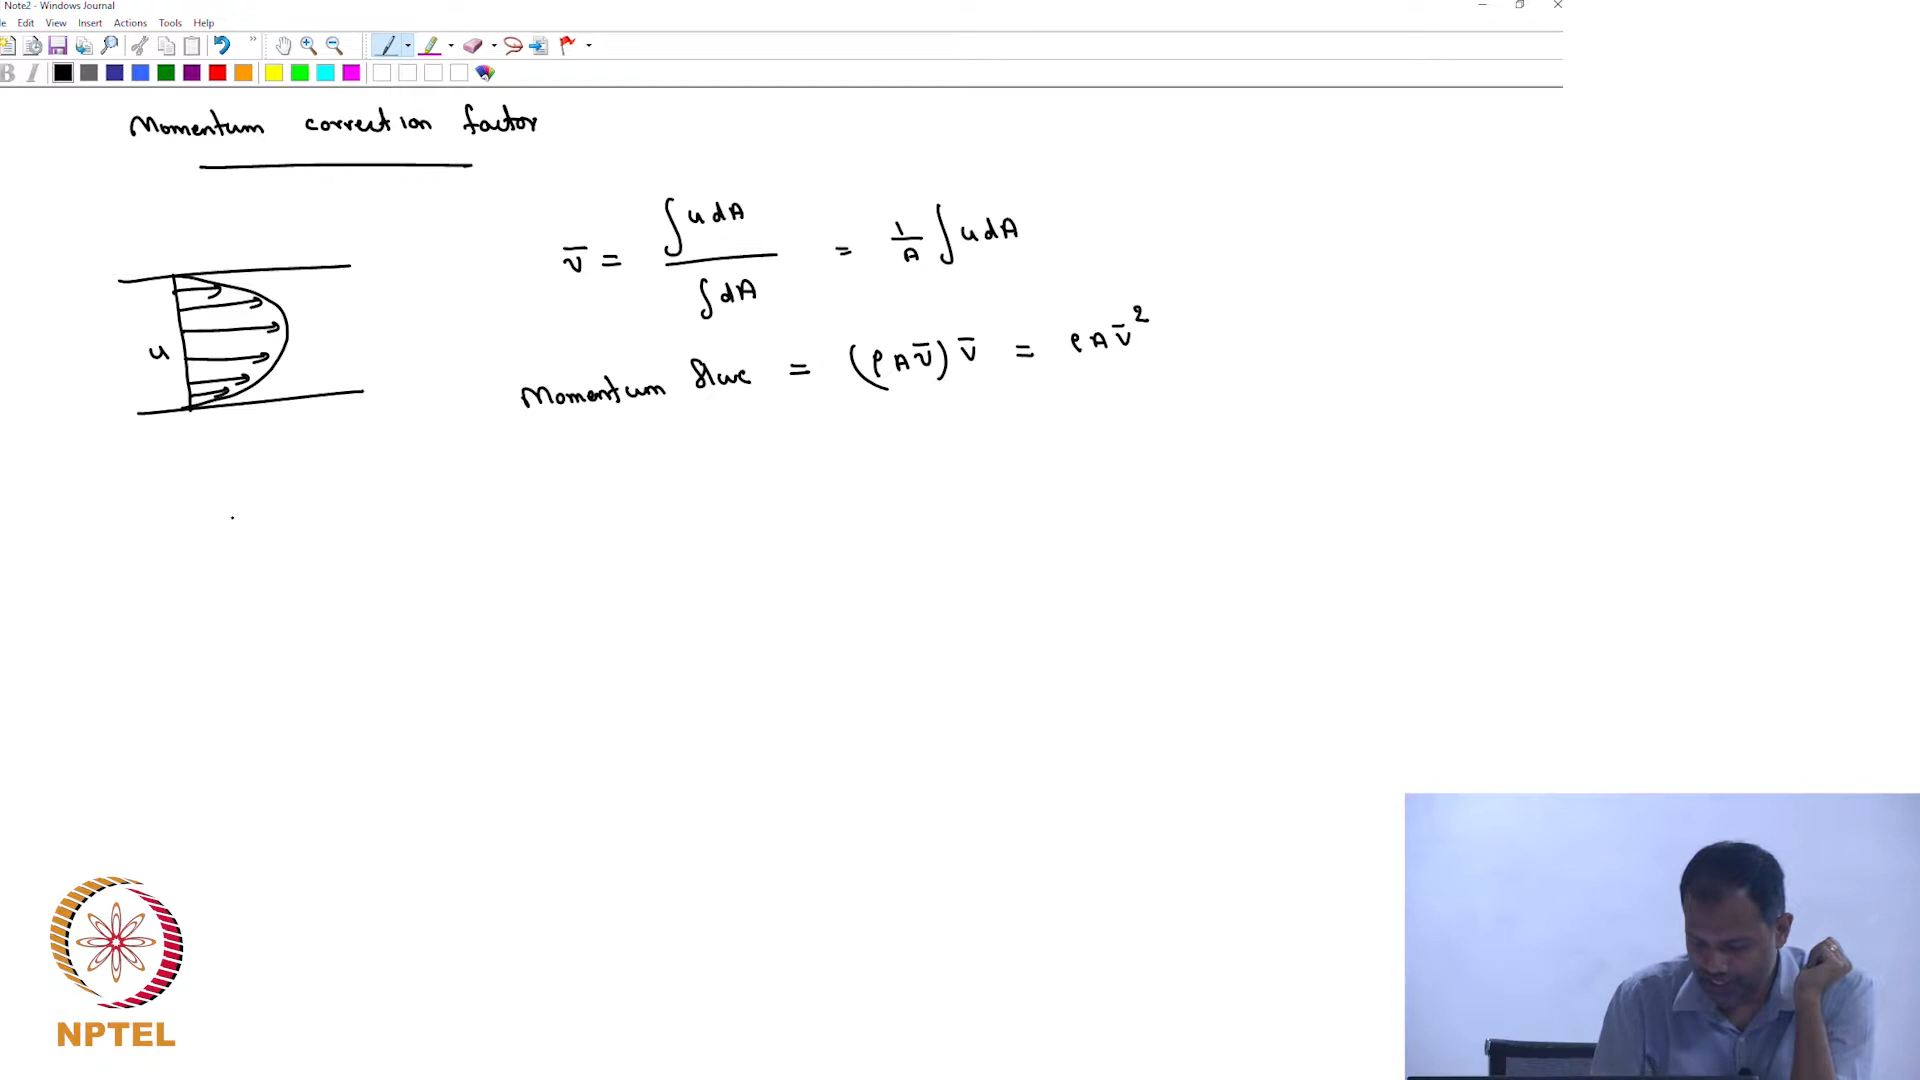 Note2 - Windows Journal
Edit View Insert Actions Tools Help
Momentum correction factor
v̅ = ∫u dA / ∫dA = 1/A ∫u dA
u
Momentum flux = (ρAv̅)v̅ = ρAv̅²
NPTEL